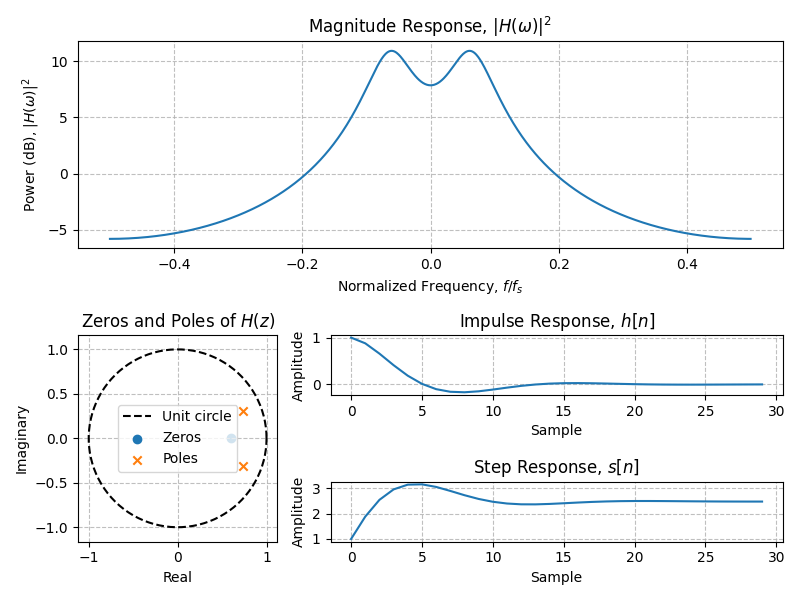 Magnitude Response, |H(ω)|²
Power (dB), |H(ω)|²
10
5
0
−5
−0.4 −0.2 0.0 0.2 0.4
Normalized Frequency, f/fₛ
Zeros and Poles of H(z)
Imaginary
1.0
0.5
0.0
−0.5
−1.0
Unit circle
Zeros
Poles
−1 0 1
Real
Impulse Response, h[n]
Amplitude
1
0
0 5 10 15 20 25 30
Sample
Step Response, s[n]
Amplitude
3
2
1
0 5 10 15 20 25 30
Sample